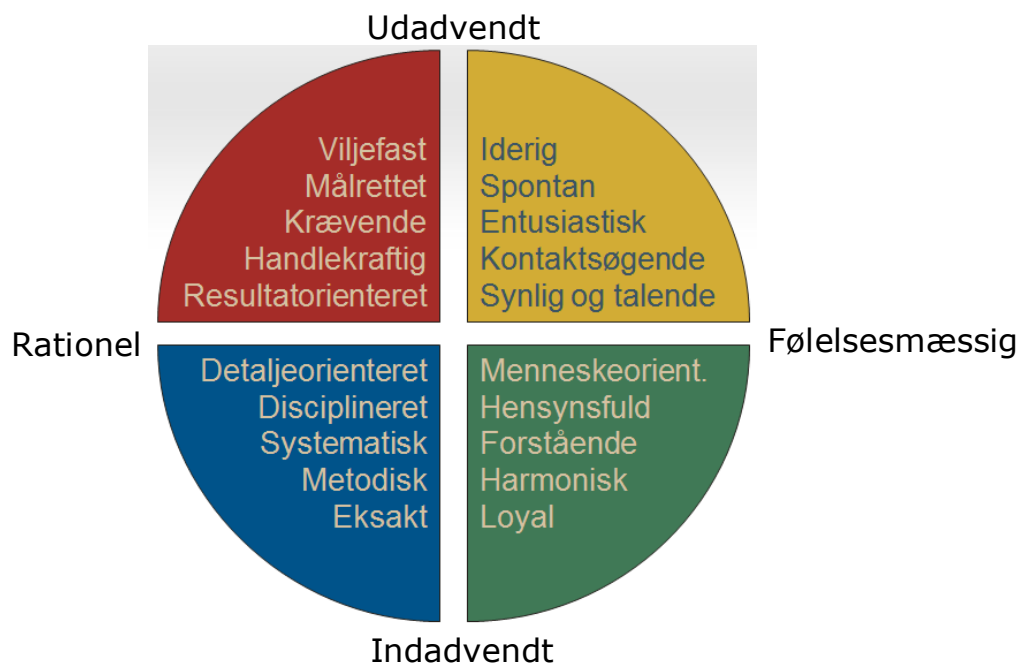 Udadvendt
Viljefast
Målrettet
Krævende
Handlekraftig
Resultatorienteret
Iderig
Spontan
Entusiastisk
Kontaktsøgende
Synlig og talende
Rationel
Følelsesmæssig
Detaljeorienteret
Disciplineret
Systematisk
Metodisk
Eksakt
Menneskeorient.
Hensynsfuld
Forstående
Harmonisk
Loyal
Indadvendt